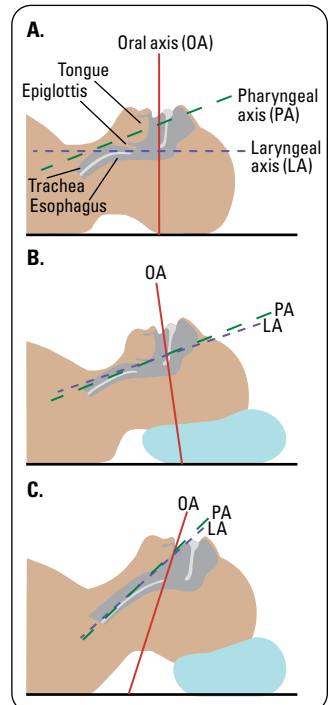 A.
Oral axis (OA)
Tongue
Epiglottis
Pharyngeal
axis (PA)
Laryngeal
axis (LA)
Trachea
Esophagus
B.
OA
PA
LA
C.
OA
PA
LA